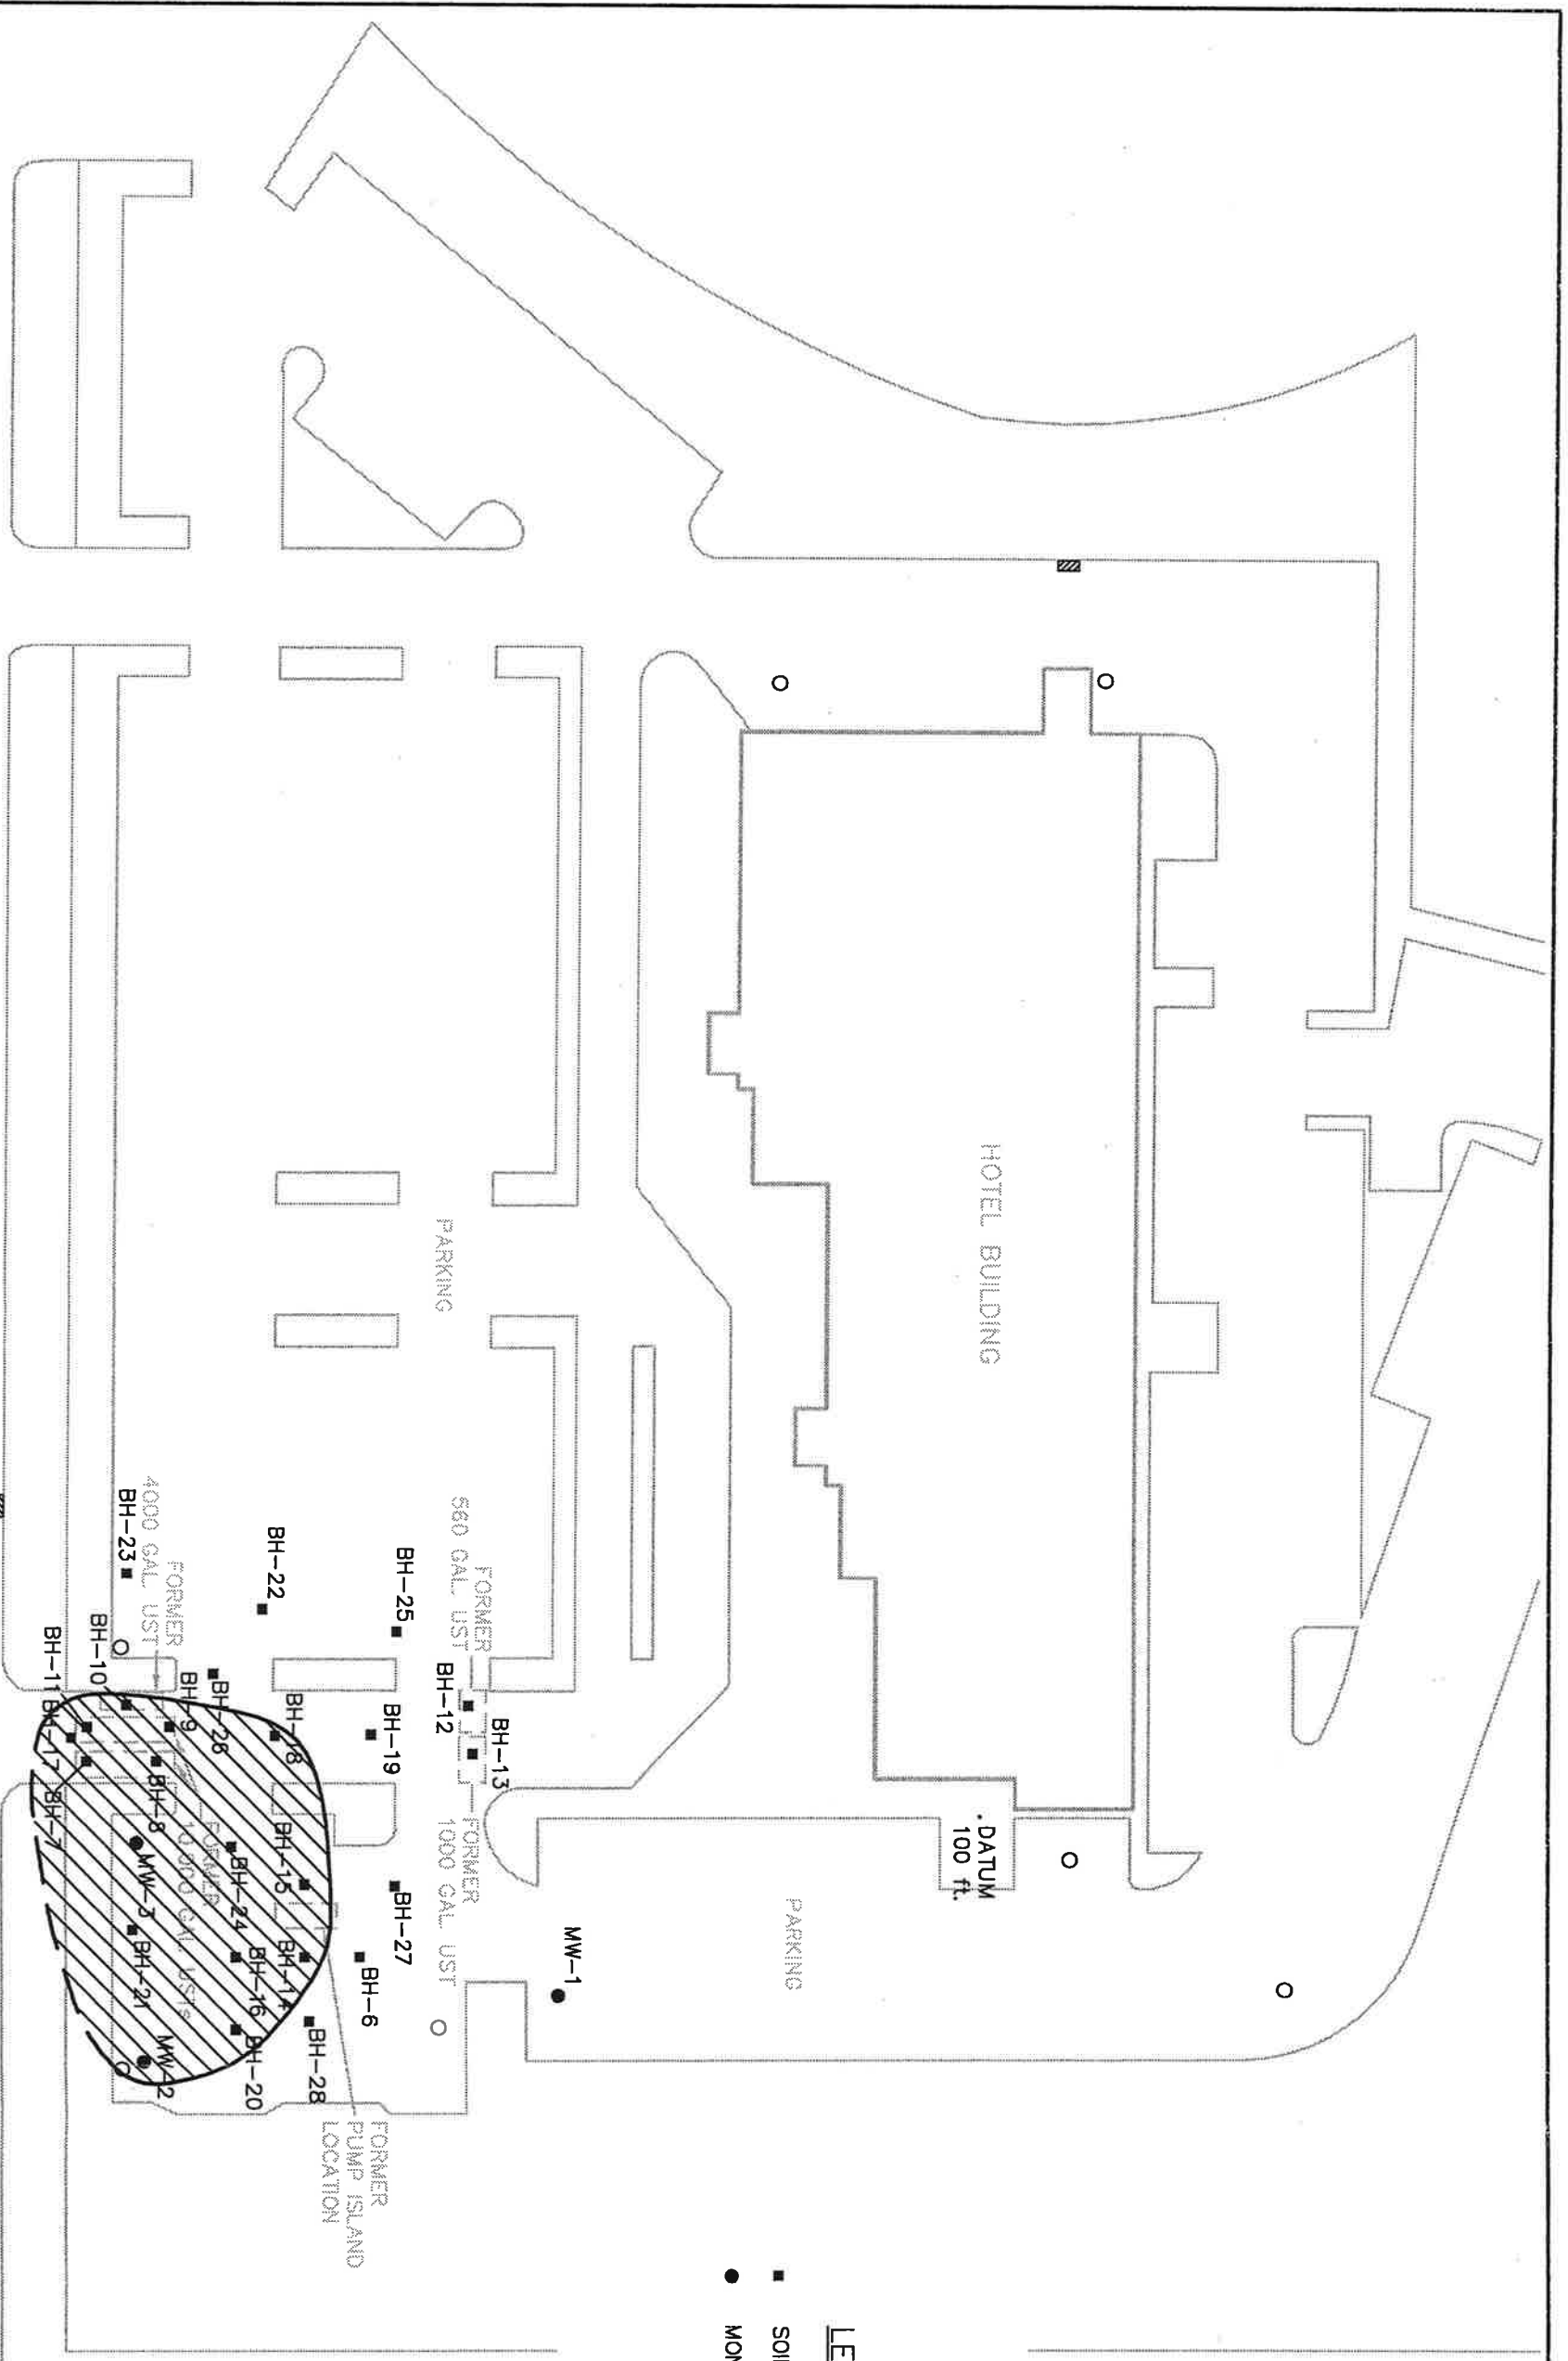 HOTEL BUILDING
PARKING
PARKING
.DATUM
100 ft.
MW-1
FORMER
560 GAL. UST
BH-12
BH-13
FORMER
1000 GAL. UST
BH-25
BH-19
BH-27
BH-6
BH-22
BH-18
BH-15
BH-14
BH-28
FORMER
PUMP ISLAND
LOCATION
BH-26
BH-24
BH-16
BH-20
FORMER
4000 GAL. UST
BH-23
BH-9
FORMER
10,000 GAL. USTs
BH-8
MW-3
BH-21
MW-2
BH-10
BH-11
BH-17
BH-7
LE
SOI
MON